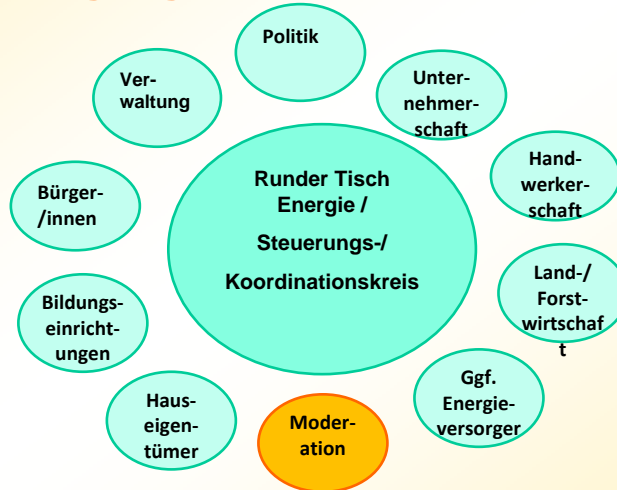 Politik
Ver-
waltung
Unter-
nehmer-
schaft
Bürger-
/innen
Runder Tisch
Energie /
Steuerungs-/
Koordinationskreis
Hand-
werker-
schaft
Land-/
Forst-
wirtschaf
t
Bildungs-
einricht-
ungen
Ggf.
Energie-
versorger
Haus-
eigen-
tümer
Moder-
ation